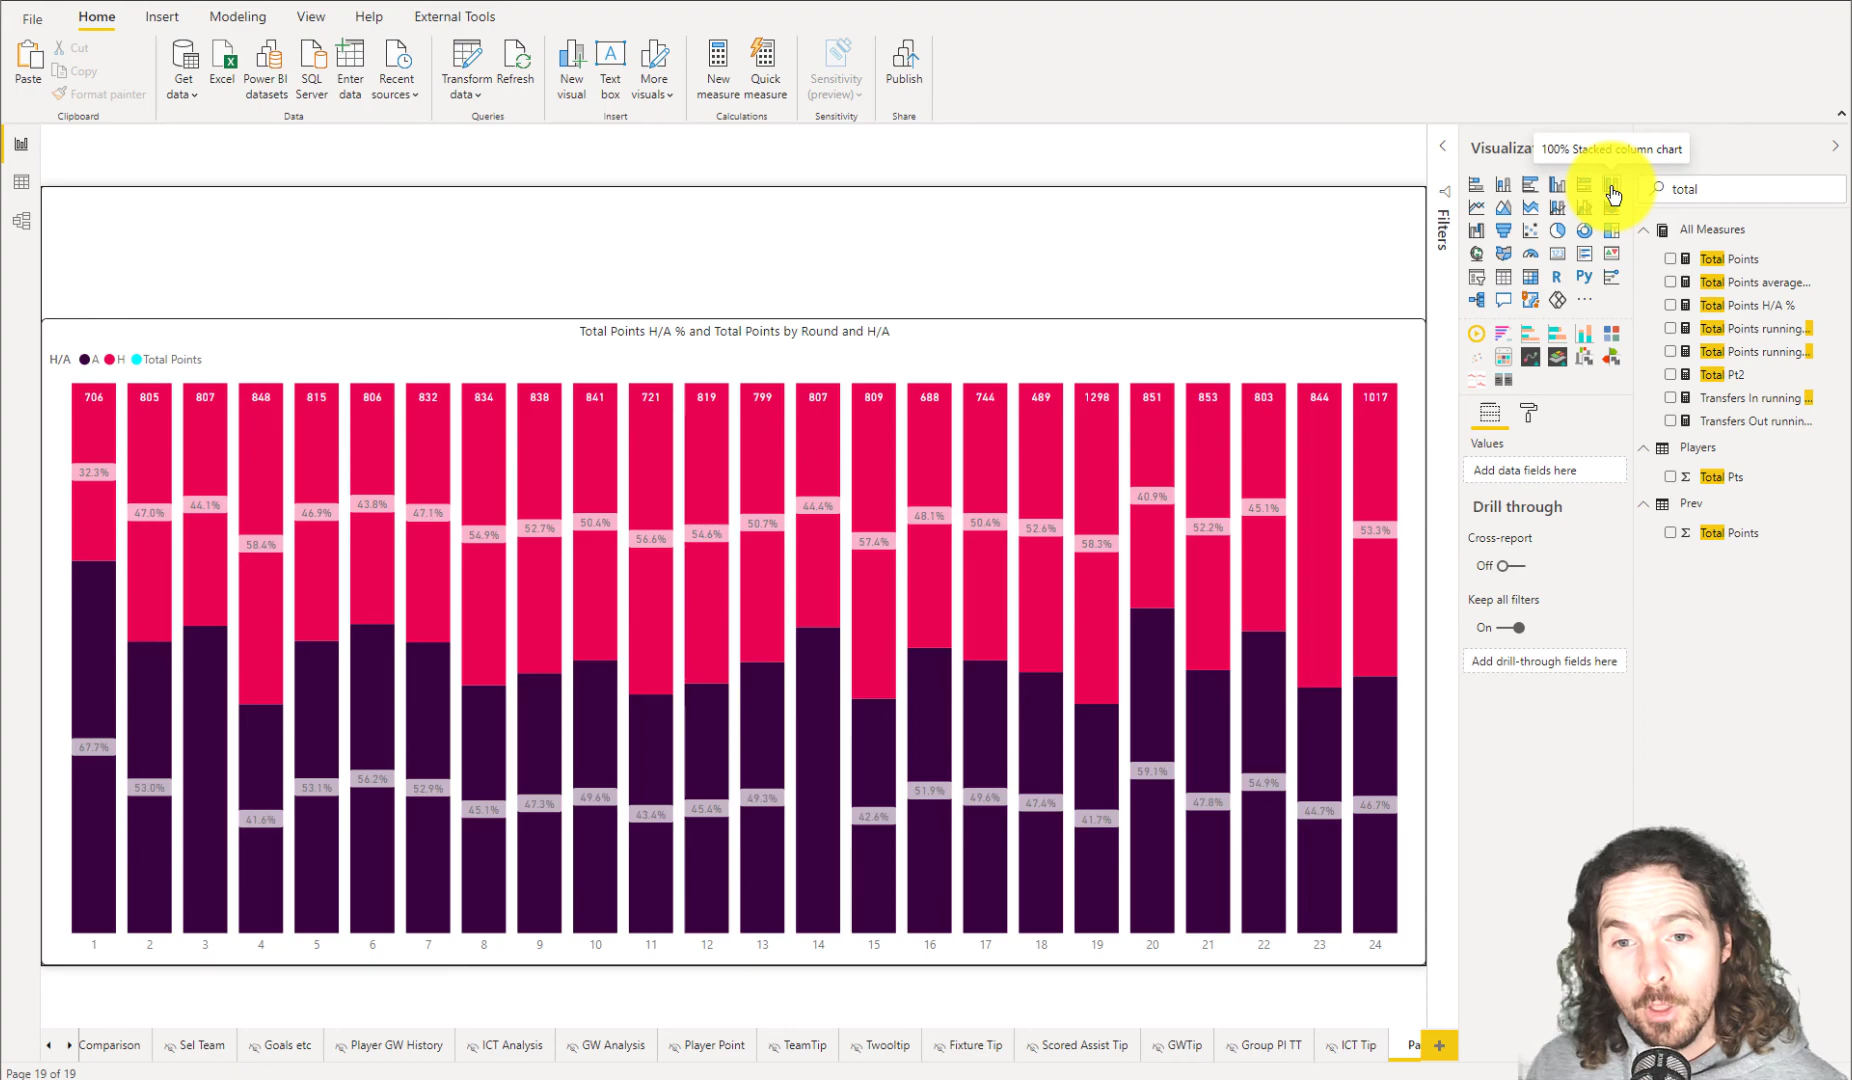 File Home Insert Modeling View Help External Tools
Paste Cut Copy Format painter
Get data Excel Power BI datasets SQL Server Enter data Recent sources
Transform data Refresh
New visual Text box More visuals
New measure Quick measure
Sensitivity (preview)
Publish
Clipboard Data Queries Insert Calculations Sensitivity Share
Total Points H/A % and Total Points by Round and H/A
H/A A H Total Points
706 805 807 848 815 806 832 834 838 841 721 819 799 807 809 688 744 489 1298 851 853 803 844 1017
32.3% 47.0% 44.1% 58.4% 46.9% 43.8% 47.1% 54.9% 52.7% 50.4% 56.6% 54.6% 50.7% 44.4% 57.4% 48.1% 50.4% 52.6% 58.3% 40.9% 52.2% 45.1% 53.3%
67.7% 53.0% 41.6% 53.1% 56.2% 52.9% 45.1% 47.3% 49.6% 43.4% 45.4% 49.3% 42.6% 51.9% 49.6% 47.4% 41.7% 59.1% 47.8% 54.9% 44.7% 46.7%
1 2 3 4 5 6 7 8 9 10 11 12 13 14 15 16 17 18 19 20 21 22 23 24
Filters
Visualiza
100% Stacked column chart
R Py
123
Values
Add data fields here
Drill through
Cross-report
Off
Keep all filters
On
Add drill-through fields here
total
All Measures
Total Points
Total Points average...
Total Points H/A %
Total Points running...
Total Points running...
Total Pt2
Transfers In running ...
Transfers Out runnin...
Players
Total Pts
Prev
Total Points
Comparison Sel Team Goals etc Player GW History ICT Analysis GW Analysis Player Point TeamTip Twooltip Fixture Tip Scored Assist Tip GWTip Group PI TT ICT Tip Pa
Page 19 of 19